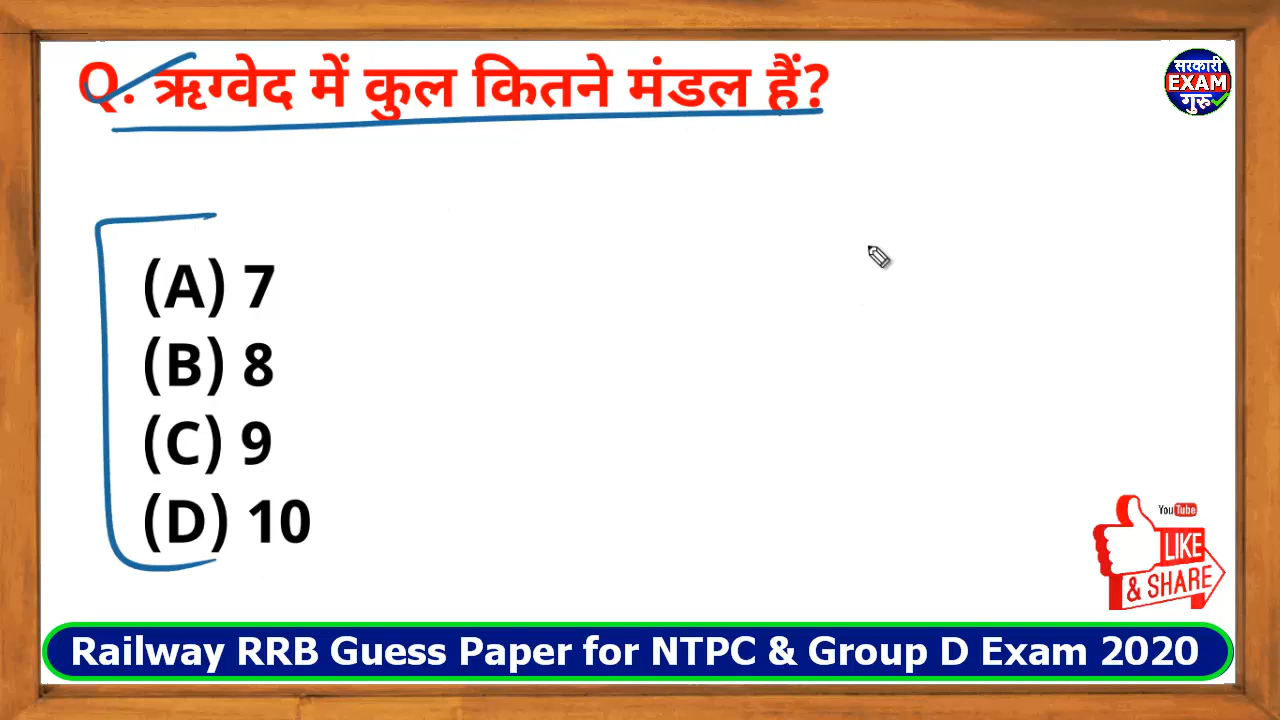 Q. ऋग्वेद में कुल कितने मंडल हैं?
सरकारी
EXAM
गुरु
(A) 7
(B) 8
(C) 9
(D) 10
YouTube
LIKE
& SHARE
Railway RRB Guess Paper for NTPC & Group D Exam 2020